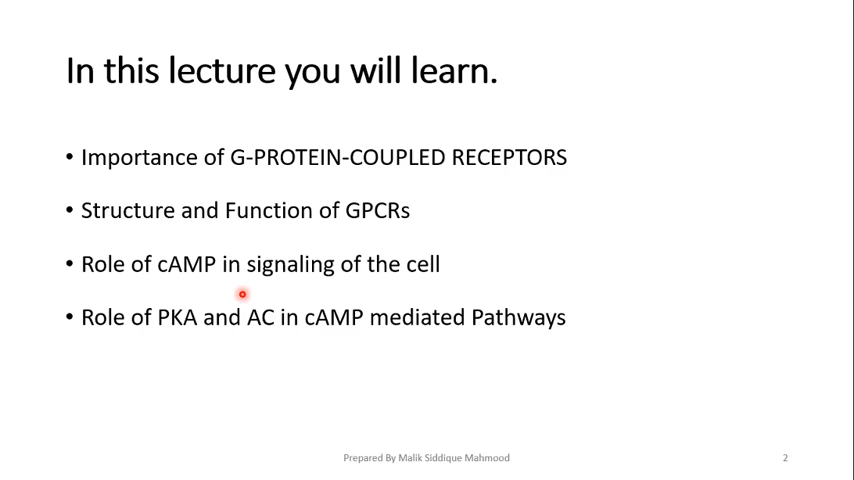 In this lecture you will learn.
• Importance of G-PROTEIN-COUPLED RECEPTORS
• Structure and Function of GPCRs
• Role of cAMP in signaling of the cell
• Role of PKA and AC in cAMP mediated Pathways
Prepared By Malik Siddique Mahmood
2